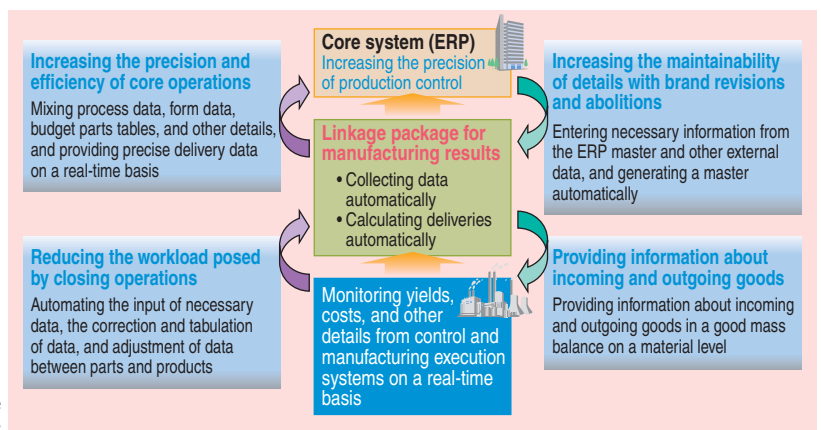 Increasing the precision and
efficiency of core operations
Mixing process data, form data,
budget parts tables, and other details,
and providing precise delivery data
on a real-time basis
Core system (ERP)
Increasing the precision
of production control
Increasing the maintainability
of details with brand revisions
and abolitions
Entering necessary information from
the ERP master and other external
data, and generating a master
automatically
Linkage package for
manufacturing results
• Collecting data
automatically
• Calculating deliveries
automatically
Reducing the workload posed
by closing operations
Automating the input of necessary
data, the correction and tabulation
of data, and adjustment of data
between parts and products
Monitoring yields,
costs, and other
details from control and
manufacturing execution
systems on a real-time
basis
Providing information about
incoming and outgoing goods
Providing information about incoming
and outgoing goods in a good mass
balance on a material level